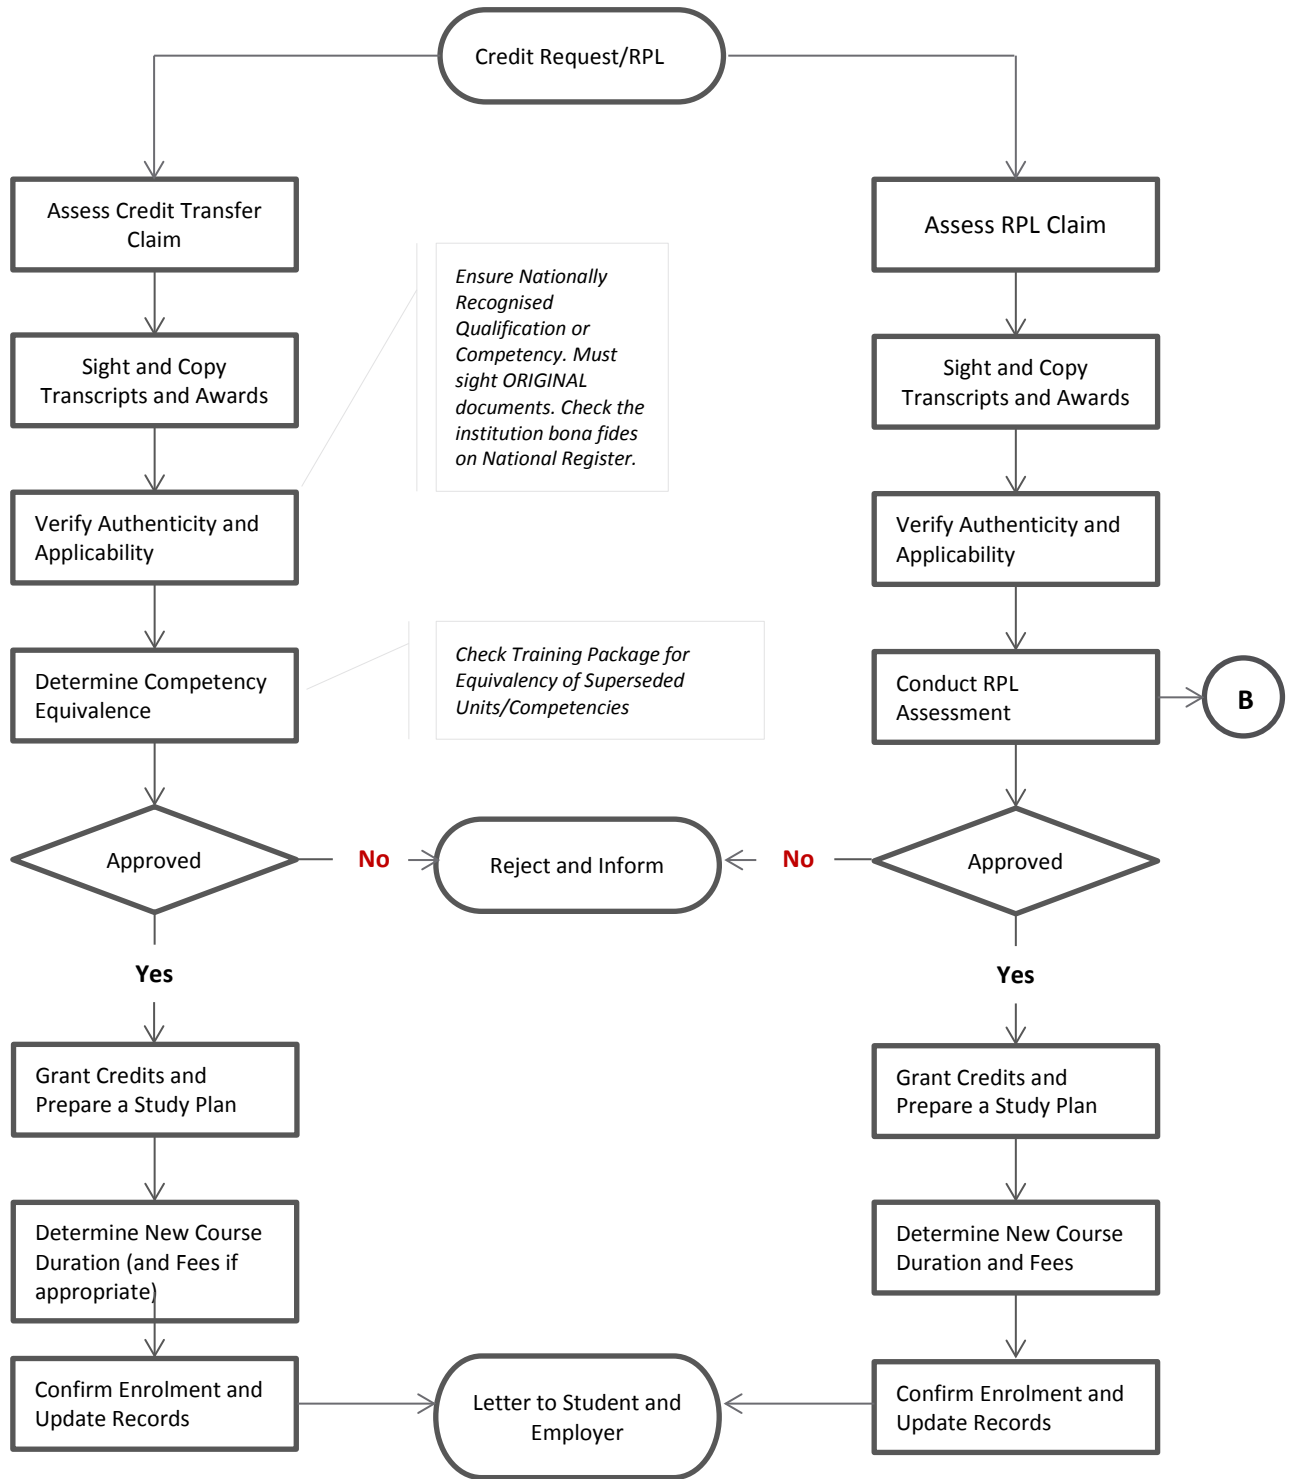 Credit Request/RPL
Assess Credit Transfer
Claim
Assess RPL Claim
Ensure Nationally
Recognised
Qualification or
Competency. Must
sight ORIGINAL
documents. Check the
institution bona fides
on National Register.
Sight and Copy
Transcripts and Awards
Sight and Copy
Transcripts and Awards
Verify Authenticity and
Applicability
Verify Authenticity and
Applicability
Determine Competency
Equivalence
Check Training Package for
Equivalency of Superseded
Units/Competencies
Conduct RPL
Assessment
B
Approved
No
Reject and Inform
No
Approved
Yes
Yes
Grant Credits and
Prepare a Study Plan
Grant Credits and
Prepare a Study Plan
Determine New Course
Duration (and Fees if
appropriate)
Determine New Course
Duration and Fees
Confirm Enrolment and
Update Records
Letter to Student and
Employer
Confirm Enrolment and
Update Records